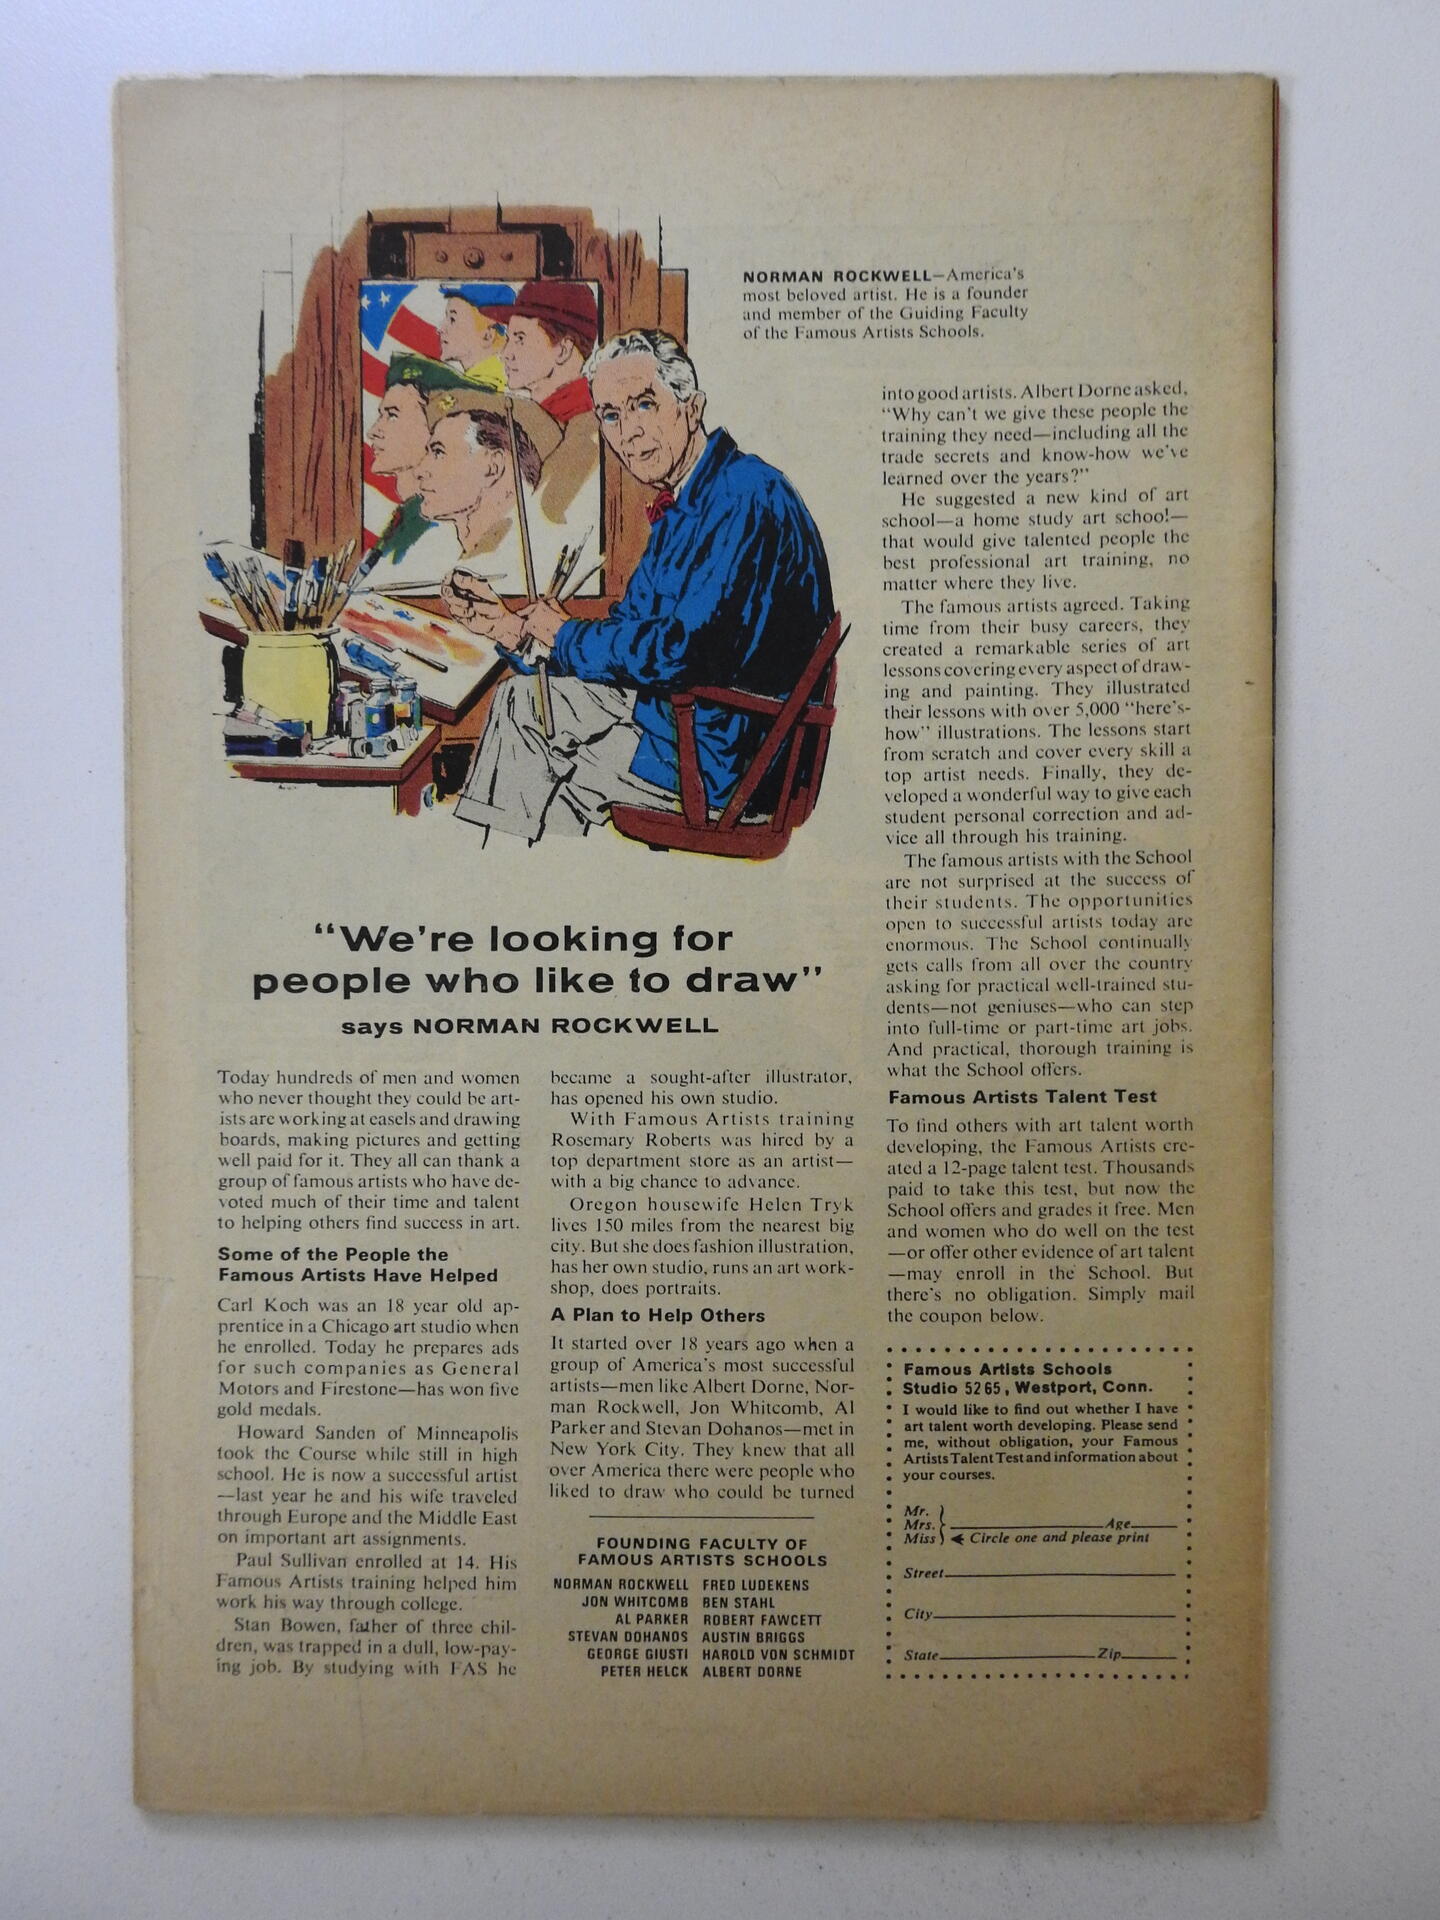 NORMAN ROCKWELL—America's
most beloved artist. He is a founder
and member of the Guiding Faculty
of the Famous Artists Schools.
"We're looking for
people who like to draw"
says NORMAN ROCKWELL
Today hundreds of men and women
who never thought they could be art-
ists are working at easels and drawing
boards, making pictures and getting
well paid for it. They all can thank a
group of famous artists who have de-
voted much of their time and talent
to helping others find success in art.
Some of the People the
Famous Artists Have Helped
Carl Koch was an 18 year old ap-
prentice in a Chicago art studio when
he enrolled. Today he prepares ads
for such companies as General
Motors and Firestone—has won five
gold medals.
Howard Sanden of Minneapolis
took the Course while still in high
school. He is now a successful artist
—last year he and his wife traveled
through Europe and the Middle East
on important art assignments.
Paul Sullivan enrolled at 14. His
Famous Artists training helped him
work his way through college.
Stan Bowen, father of three chil-
dren, was trapped in a dull, low-pay-
ing job. By studying with FAS he
became a sought-after illustrator,
has opened his own studio.
With Famous Artists training
Rosemary Roberts was hired by a
top department store as an artist—
with a big chance to advance.
Oregon housewife Helen Tryk
lives 150 miles from the nearest big
city. But she does fashion illustration,
has her own studio, runs an art work-
shop, does portraits.
A Plan to Help Others
It started over 18 years ago when a
group of America's most successful
artists—men like Albert Dorne, Nor-
man Rockwell, Jon Whitcomb, Al
Parker and Stevan Dohanos—met in
New York City. They knew that all
over America there were people who
liked to draw who could be turned
FOUNDING FACULTY OF
FAMOUS ARTISTS SCHOOLS
NORMAN ROCKWELL FRED LUDEKENS
JON WHITCOMB BEN STAHL
AL PARKER ROBERT FAWCETT
STEVAN DOHANOS AUSTIN BRIGGS
GEORGE GIUSTI HAROLD VON SCHMIDT
PETER HELCK ALBERT DORNE
into good artists. Albert Dorne asked,
"Why can't we give these people the
training they need—including all the
trade secrets and know-how we've
learned over the years?"
He suggested a new kind of art
school—a home study art school—
that would give talented people the
best professional art training, no
matter where they live.
The famous artists agreed. Taking
time from their busy careers, they
created a remarkable series of art
lessons covering every aspect of draw-
ing and painting. They illustrated
their lessons with over 5,000 "here's-
how" illustrations. The lessons start
from scratch and cover every skill a
top artist needs. Finally, they de-
veloped a wonderful way to give each
student personal correction and ad-
vice all through his training.
The famous artists with the School
are not surprised at the success of
their students. The opportunities
open to successful artists today are
enormous. The School continually
gets calls from all over the country
asking for practical well-trained stu-
dents—not geniuses—who can step
into full-time or part-time art jobs.
And practical, thorough training is
what the School offers.
Famous Artists Talent Test
To find others with art talent worth
developing, the Famous Artists cre-
ated a 12-page talent test. Thousands
paid to take this test, but now the
School offers and grades it free. Men
and women who do well on the test
—or offer other evidence of art talent
—may enroll in the School. But
there's no obligation. Simply mail
the coupon below.
Famous Artists Schools
Studio 5265, Westport, Conn.
I would like to find out whether I have
art talent worth developing. Please send
me, without obligation, your Famous
Artists Talent Test and information about
your courses.
Mr.
Mrs. Age
Miss Circle one and please print
Street
City
State Zip